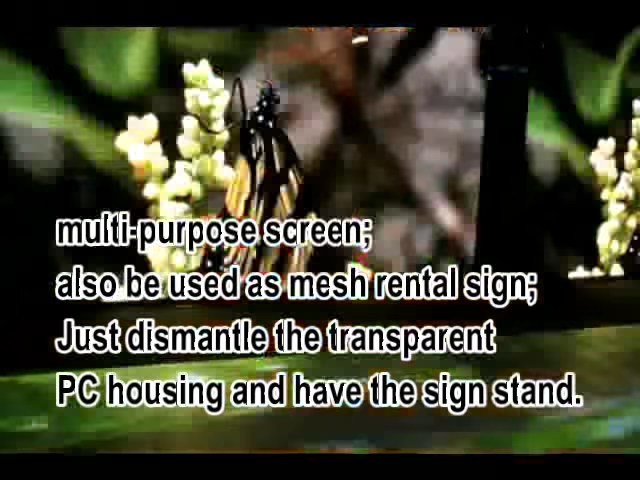 multi-purpose screen;
also be used as mesh rental sign;
Just dismantle the transparent
PC housing and have the sign stand.